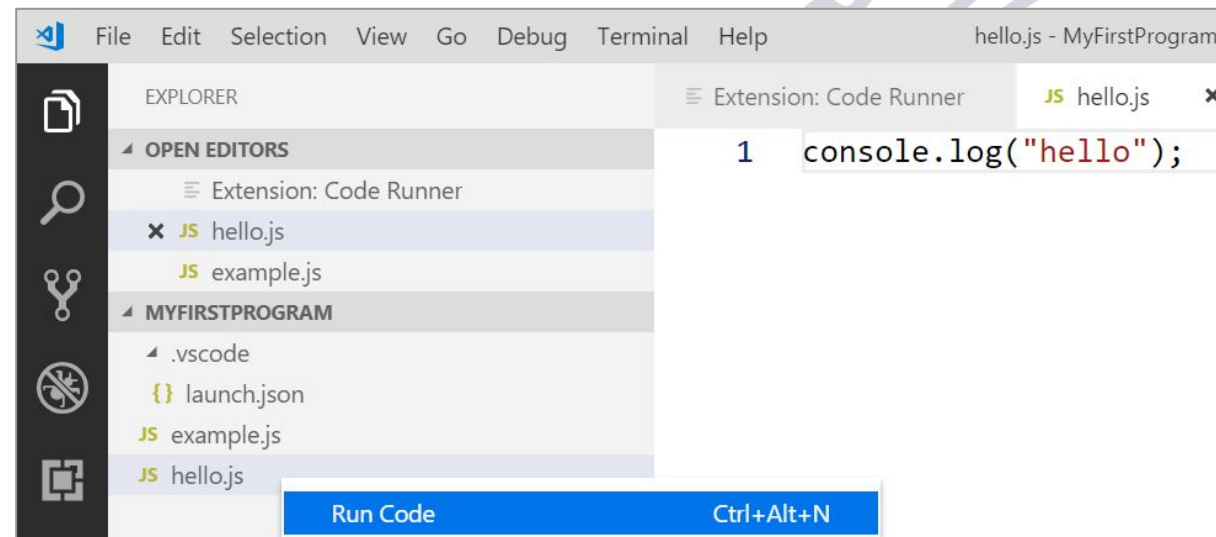 File Edit Selection View Go Debug Terminal Help hello.js - MyFirstProgram
EXPLORER
OPEN EDITORS
Extension: Code Runner
JS hello.js
JS example.js
MYFIRSTPROGRAM
.vscode
{} launch.json
JS example.js
JS hello.js
Run Code Ctrl+Alt+N
Extension: Code Runner JS hello.js
1 console.log("hello");